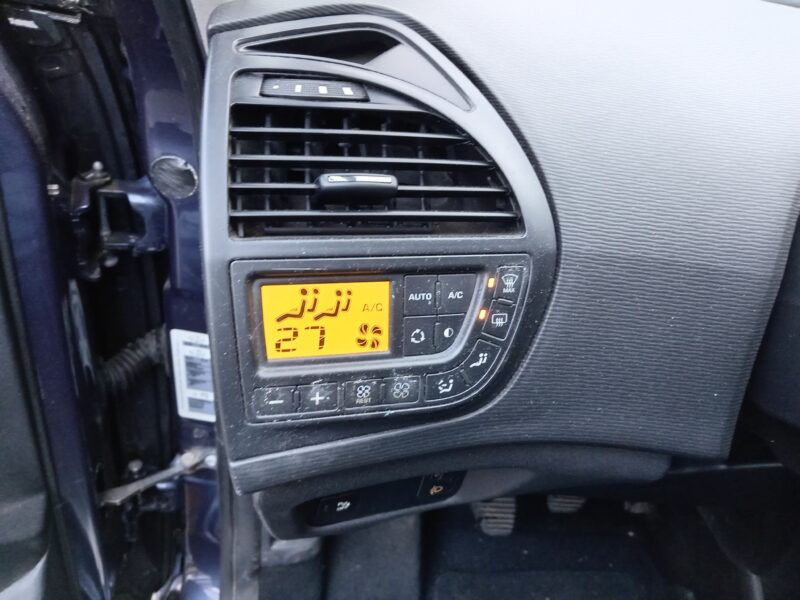 A/C
27
AUTO A/C
MAX
− +
REST